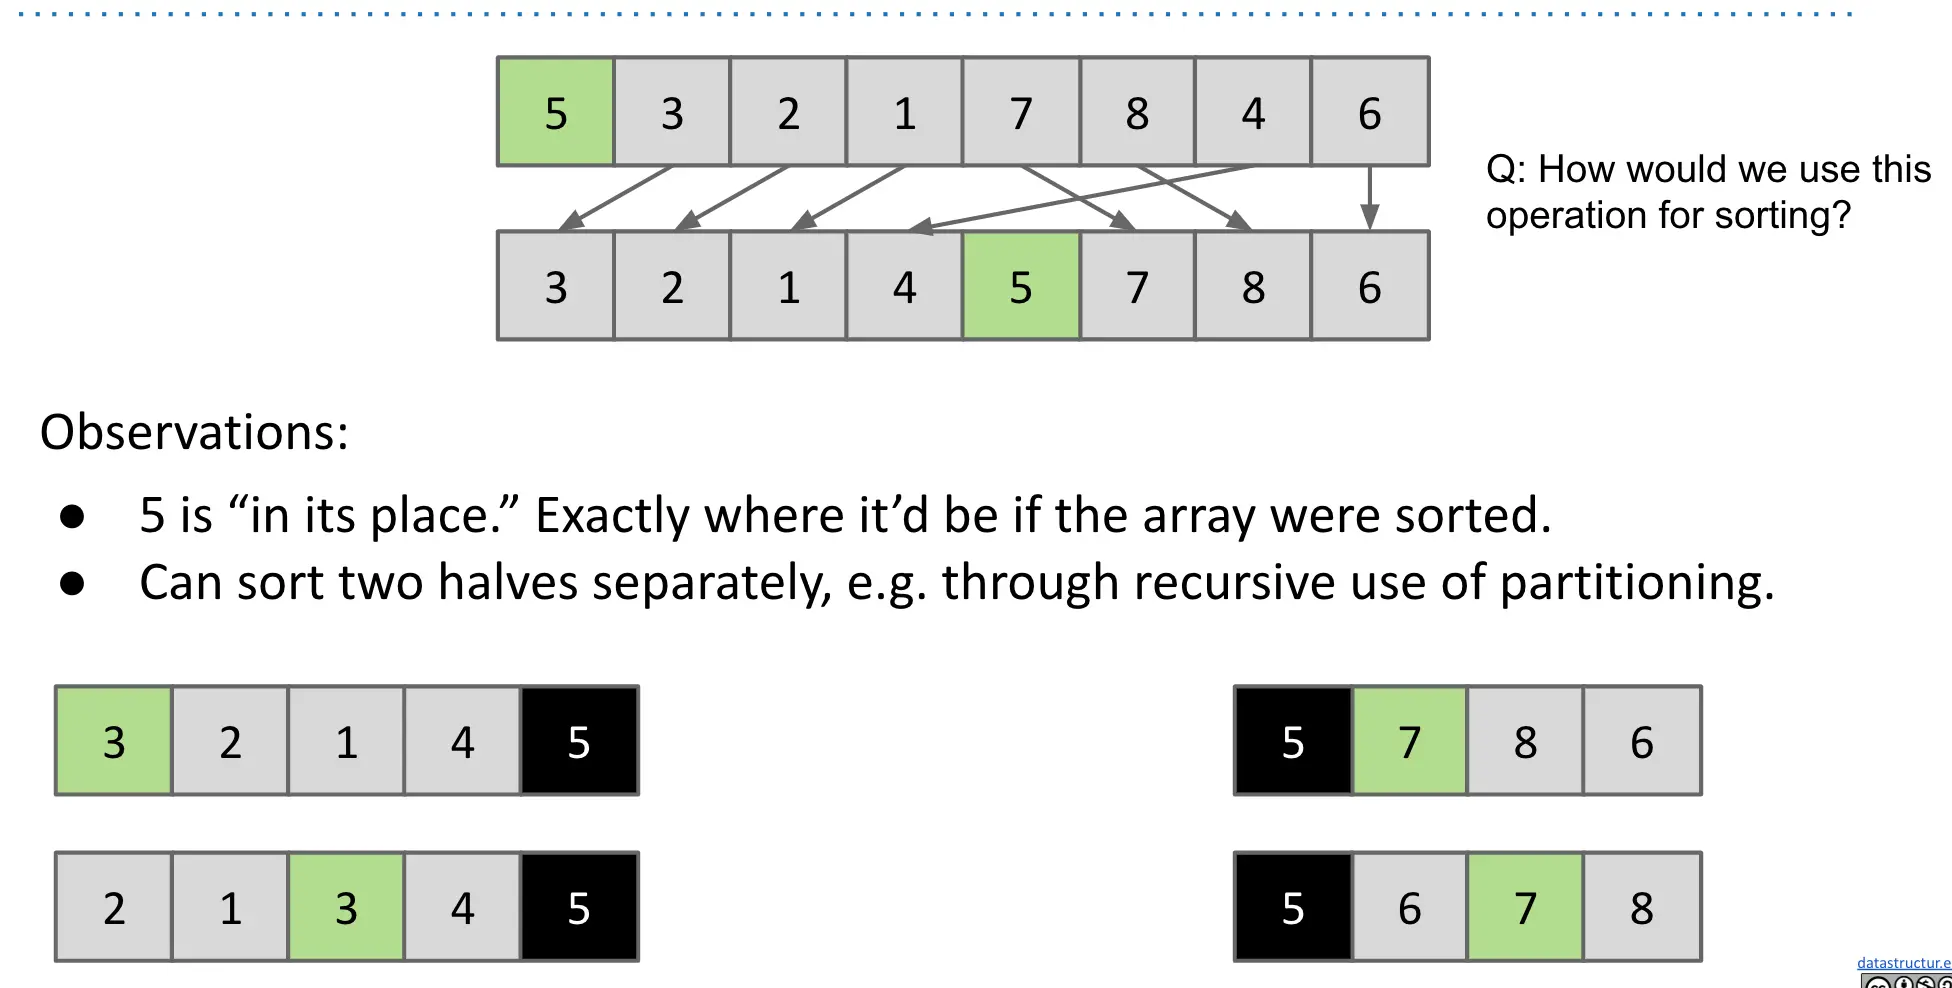 5 3 2 1 7 8 4 6
Q: How would we use this
operation for sorting?
3 2 1 4 5 7 8 6
Observations:
● 5 is “in its place.” Exactly where it’d be if the array were sorted.
● Can sort two halves separately, e.g. through recursive use of partitioning.
3 2 1 4 5
5 7 8 6
2 1 3 4 5
5 6 7 8
datastructur.e